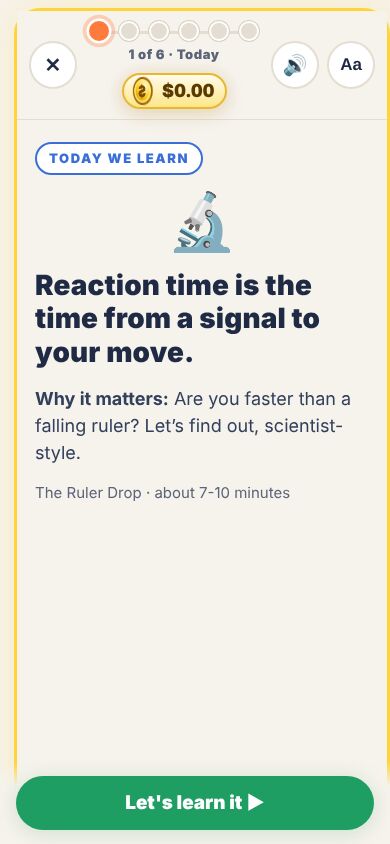 ✕
1 of 6 · Today
$ $0.00
Aa
TODAY WE LEARN
Reaction time is the
time from a signal to
your move.
Why it matters: Are you faster than a
falling ruler? Let’s find out, scientist-
style.
The Ruler Drop · about 7-10 minutes
Let's learn it ▶